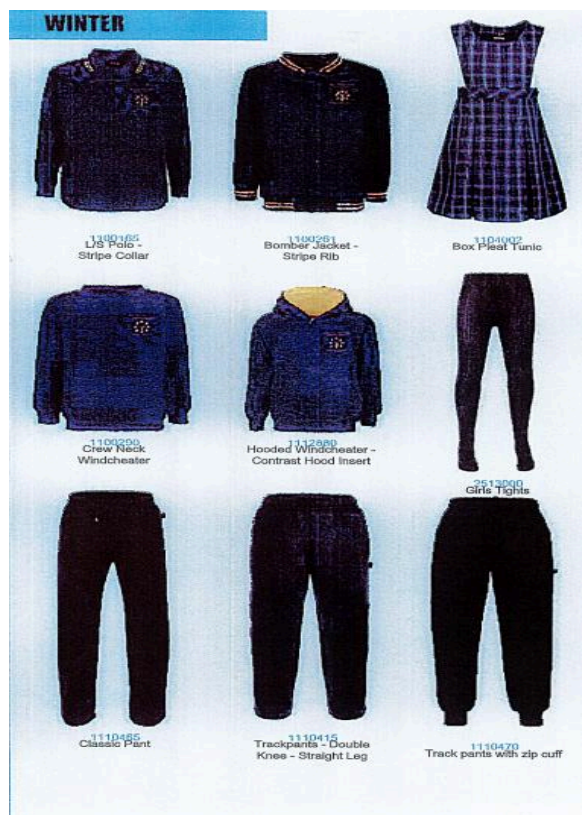 WINTER
1100165
L/S Polo -
Stripe Collar
1100261
Bomber Jacket -
Stripe Rib
1104002
Box Pleat Tunic
1100290
Crew Neck
Windcheater
1112880
Hooded Windcheater -
Contrast Hood Insert
2513000
Girls Tights
1110465
Classic Pant
1110415
Trackpants - Double
Knee - Straight Leg
1110470
Track pants with zip cuff